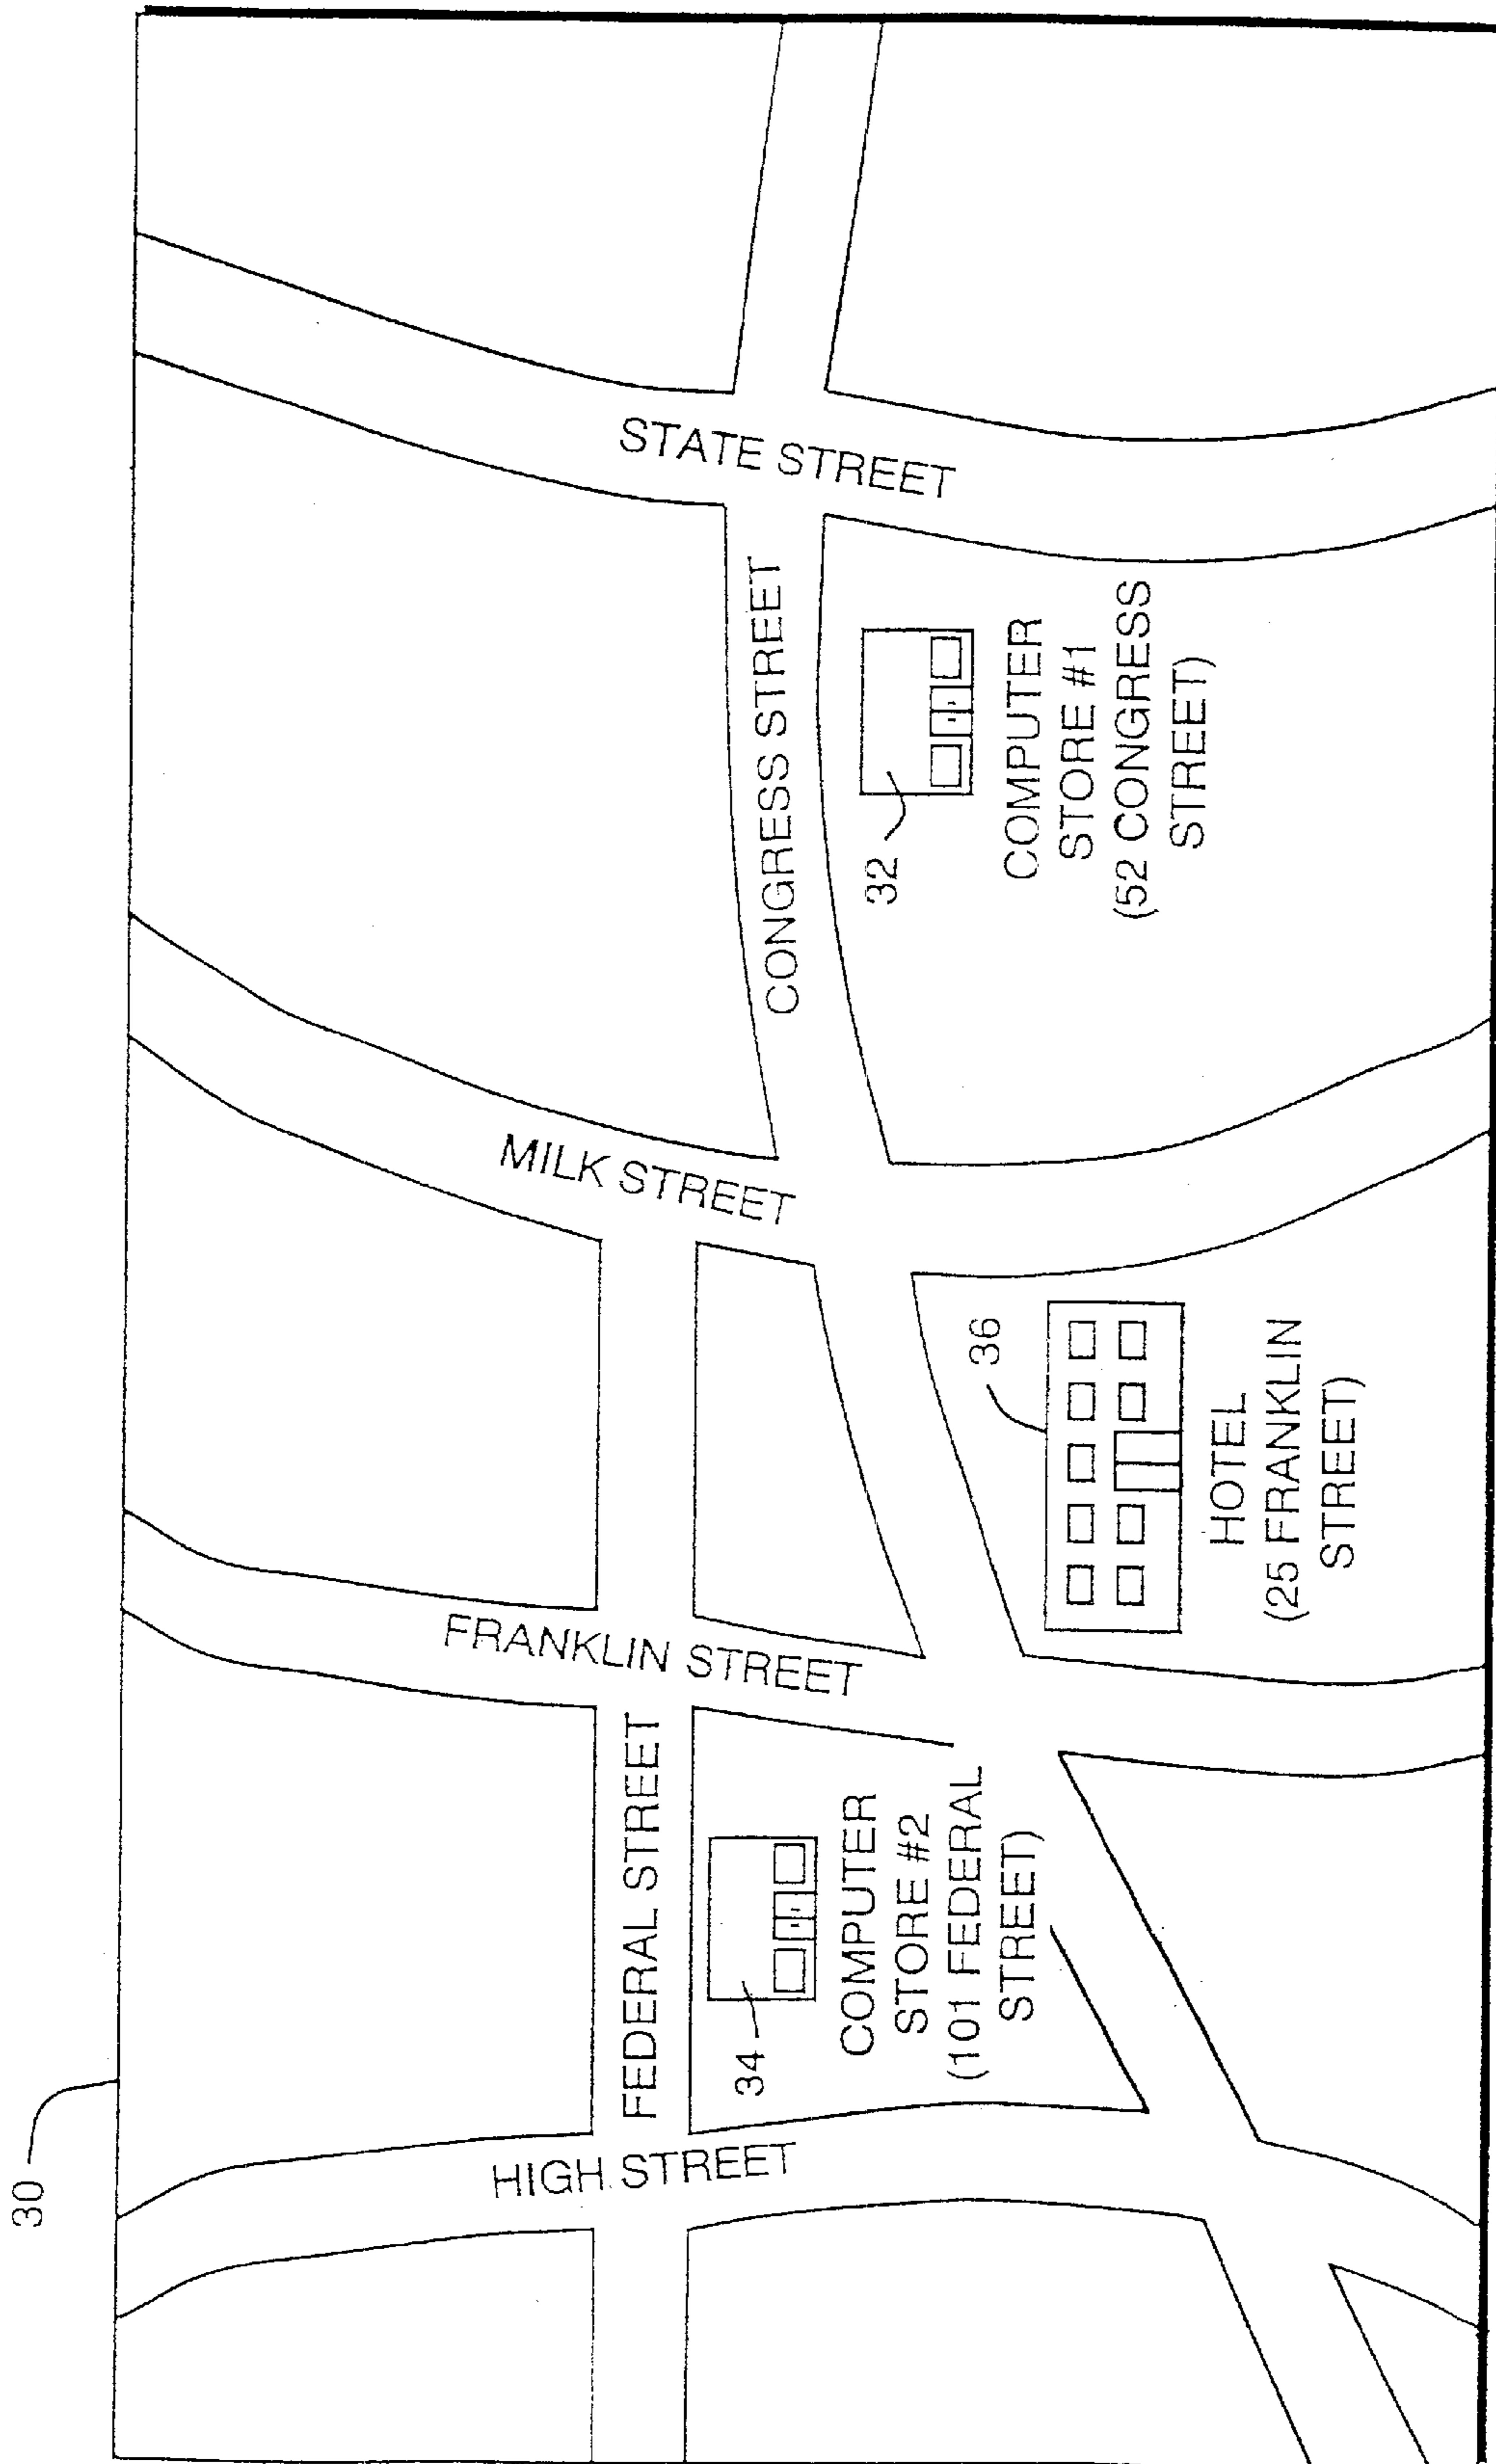 30
HIGH STREET
FEDERAL STREET
34
COMPUTER
STORE #2
(101 FEDERAL
STREET)
FRANKLIN STREET
36
HOTEL
(25 FRANKLIN
STREET)
MILK STREET
CONGRESS STREET
32
COMPUTER
STORE #1
(52 CONGRESS
STREET)
STATE STREET